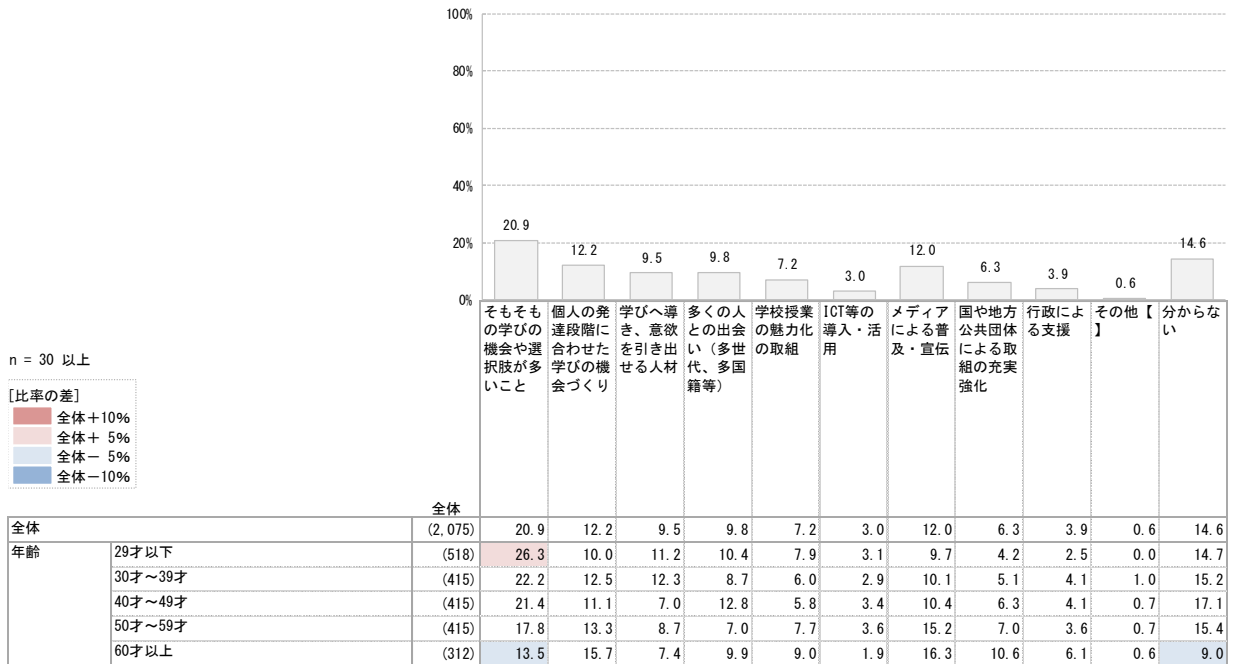 100%
80%
60%
40%
20%
0%
20.9
12.2
9.5
9.8
7.2
3.0
12.0
6.3
3.9
0.6
14.6
そもそも
の学びの
機会や選
択肢が多
いこと
個人の発
達段階に
合わせた
学びの機
会づくり
学びへ導
き、意欲
を引き出
せる人材
多くの人
との出会
い（多世
代、多国
籍等）
学校授業
の魅力化
の取組
ICT等の
導入・活
用
メディア
による普
及・宣伝
国や地方
公共団体
による取
組の充実
強化
行政によ
る支援
その他【
】
分からな
い
n = 30 以上
[比率の差]
全体＋10%
全体＋ 5%
全体－ 5%
全体－10%
全体
全体 (2,075) 20.9 12.2 9.5 9.8 7.2 3.0 12.0 6.3 3.9 0.6 14.6
年齢 29才以下 (518) 26.3 10.0 11.2 10.4 7.9 3.1 9.7 4.2 2.5 0.0 14.7
30才～39才 (415) 22.2 12.5 12.3 8.7 6.0 2.9 10.1 5.1 4.1 1.0 15.2
40才～49才 (415) 21.4 11.1 7.0 12.8 5.8 3.4 10.4 6.3 4.1 0.7 17.1
50才～59才 (415) 17.8 13.3 8.7 7.0 7.7 3.6 15.2 7.0 3.6 0.7 15.4
60才以上 (312) 13.5 15.7 7.4 9.9 9.0 1.9 16.3 10.6 6.1 0.6 9.0